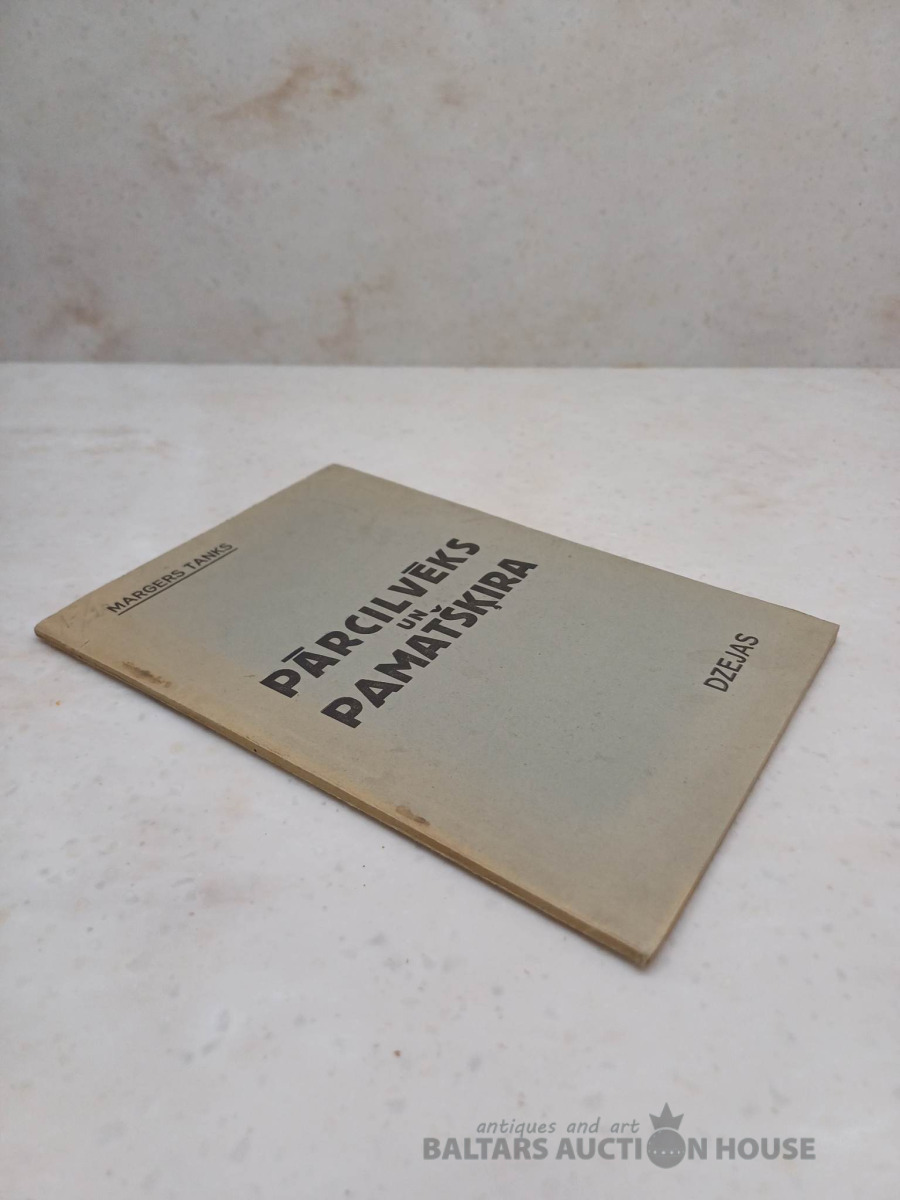 MARGERS TANKS
PĀRCILVĒKS
UN
PAMATŠĶIRA
DZEJAS
antiques and art
BALTARS AUCTION HOUSE